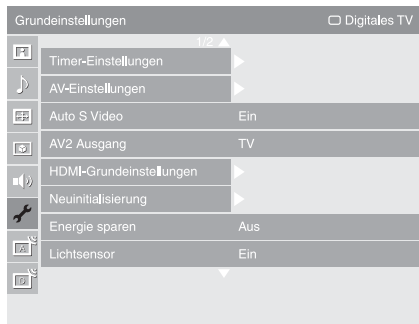 Grundeinstellungen Digitales TV
1/2
Timer-Einstellungen
AV-Einstellungen
Auto S Video Ein
AV2 Ausgang TV
HDMI-Grundeinstellungen
Neuinitialisierung
Energie sparen Aus
Lichtsensor Ein
A
D